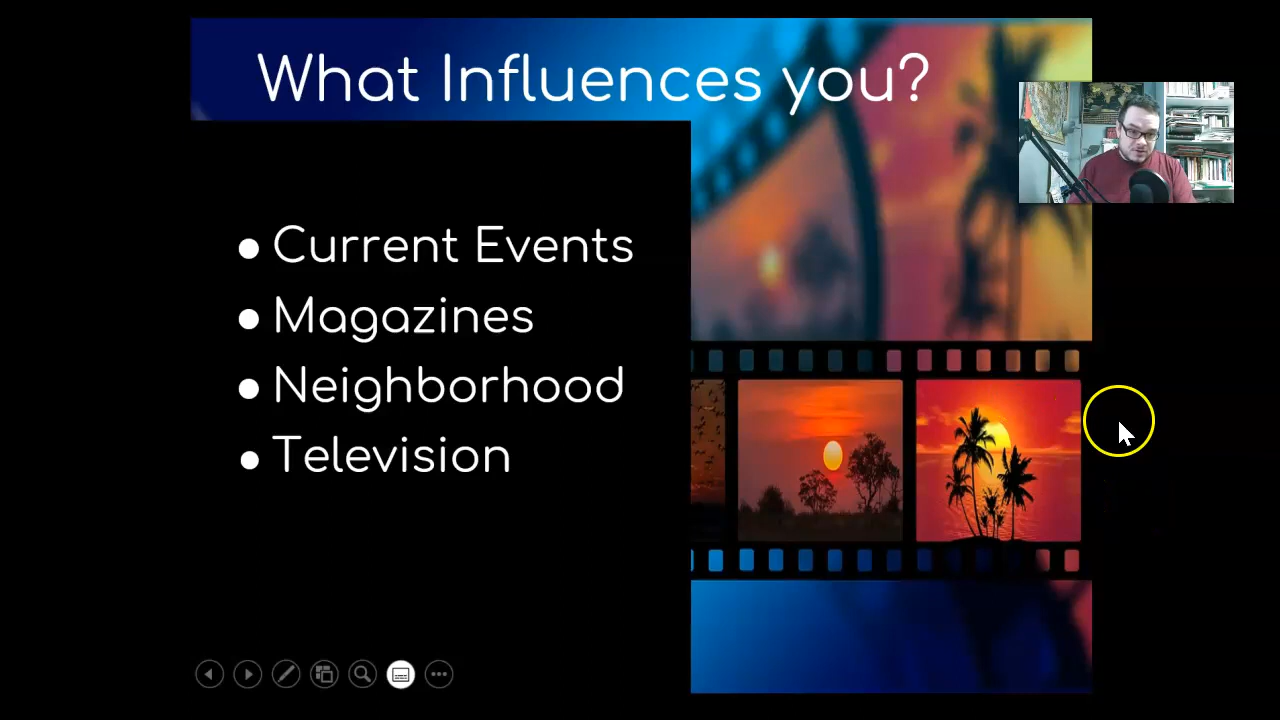 What Influences you?
● Current Events
● Magazines
● Neighborhood
● Television